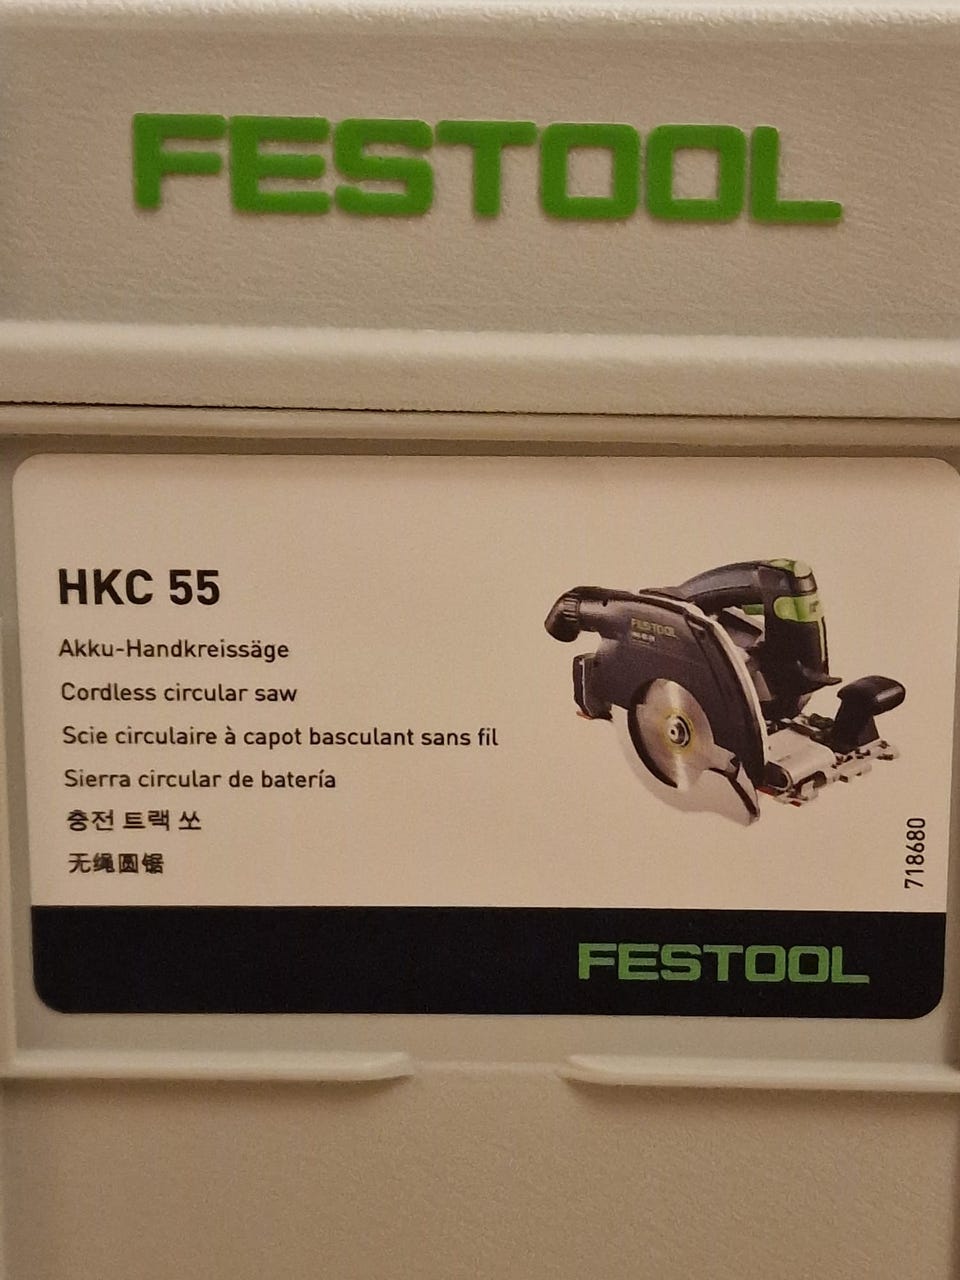 FESTOOL
HKC 55
Akku-Handkreissäge
Cordless circular saw
Scie circulaire à capot basculant sans fil
Sierra circular de batería
충전 트랙 쏘
无绳圆锯
FESTOOL
718680
FESTOOL